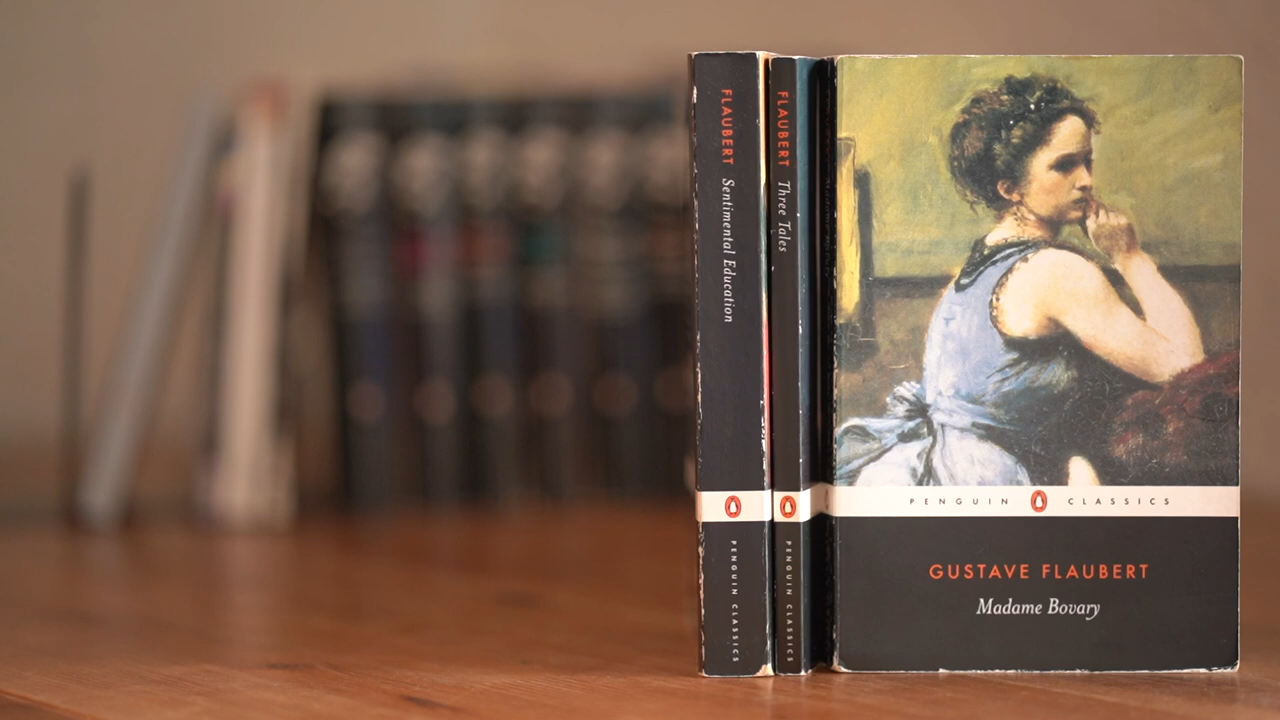 FLAUBERT Sentimental Education
PENGUIN CLASSICS
FLAUBERT Three Tales
PENGUIN CLASSICS
PENGUIN CLASSICS
GUSTAVE FLAUBERT
Madame Bovary